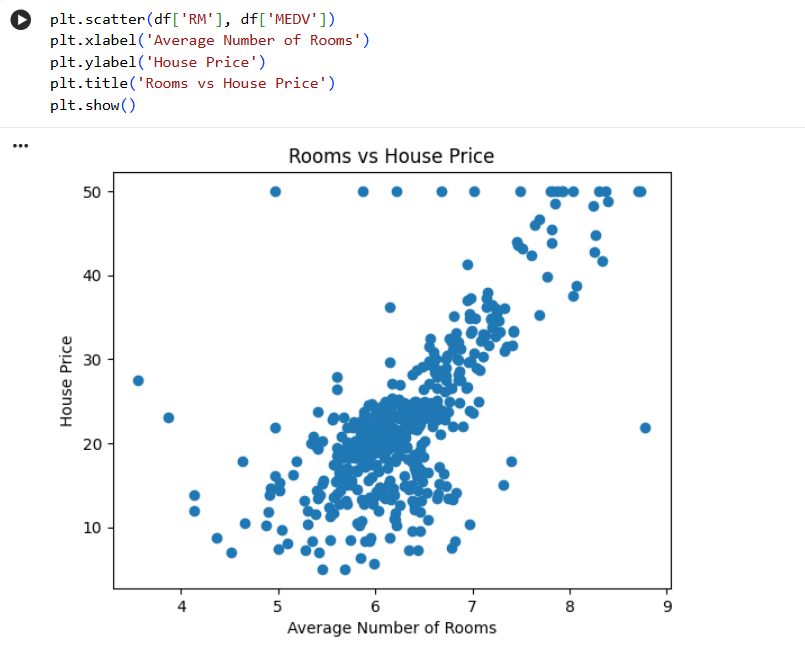 plt.scatter(df['RM'], df['MEDV'])
plt.xlabel('Average Number of Rooms')
plt.ylabel('House Price')
plt.title('Rooms vs House Price')
plt.show()
...
Rooms vs House Price
50
40
30
20
10
House Price
4 5 6 7 8 9
Average Number of Rooms